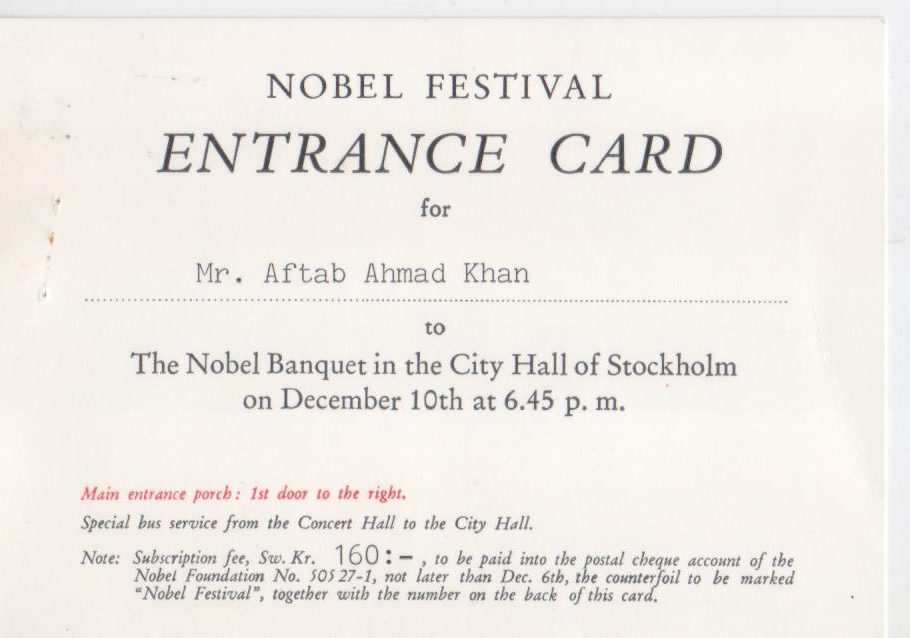 NOBEL FESTIVAL
ENTRANCE CARD
for
Mr. Aftab Ahmad Khan
to
The Nobel Banquet in the City Hall of Stockholm
on December 10th at 6.45 p. m.
Main entrance porch: 1st door to the right.
Special bus service from the Concert Hall to the City Hall.
Note: Subscription fee, Sw. Kr. 160:– , to be paid into the postal cheque account of the
Nobel Foundation No. 505 27-1, not later than Dec. 6th, the counterfoil to be marked
"Nobel Festival", together with the number on the back of this card.